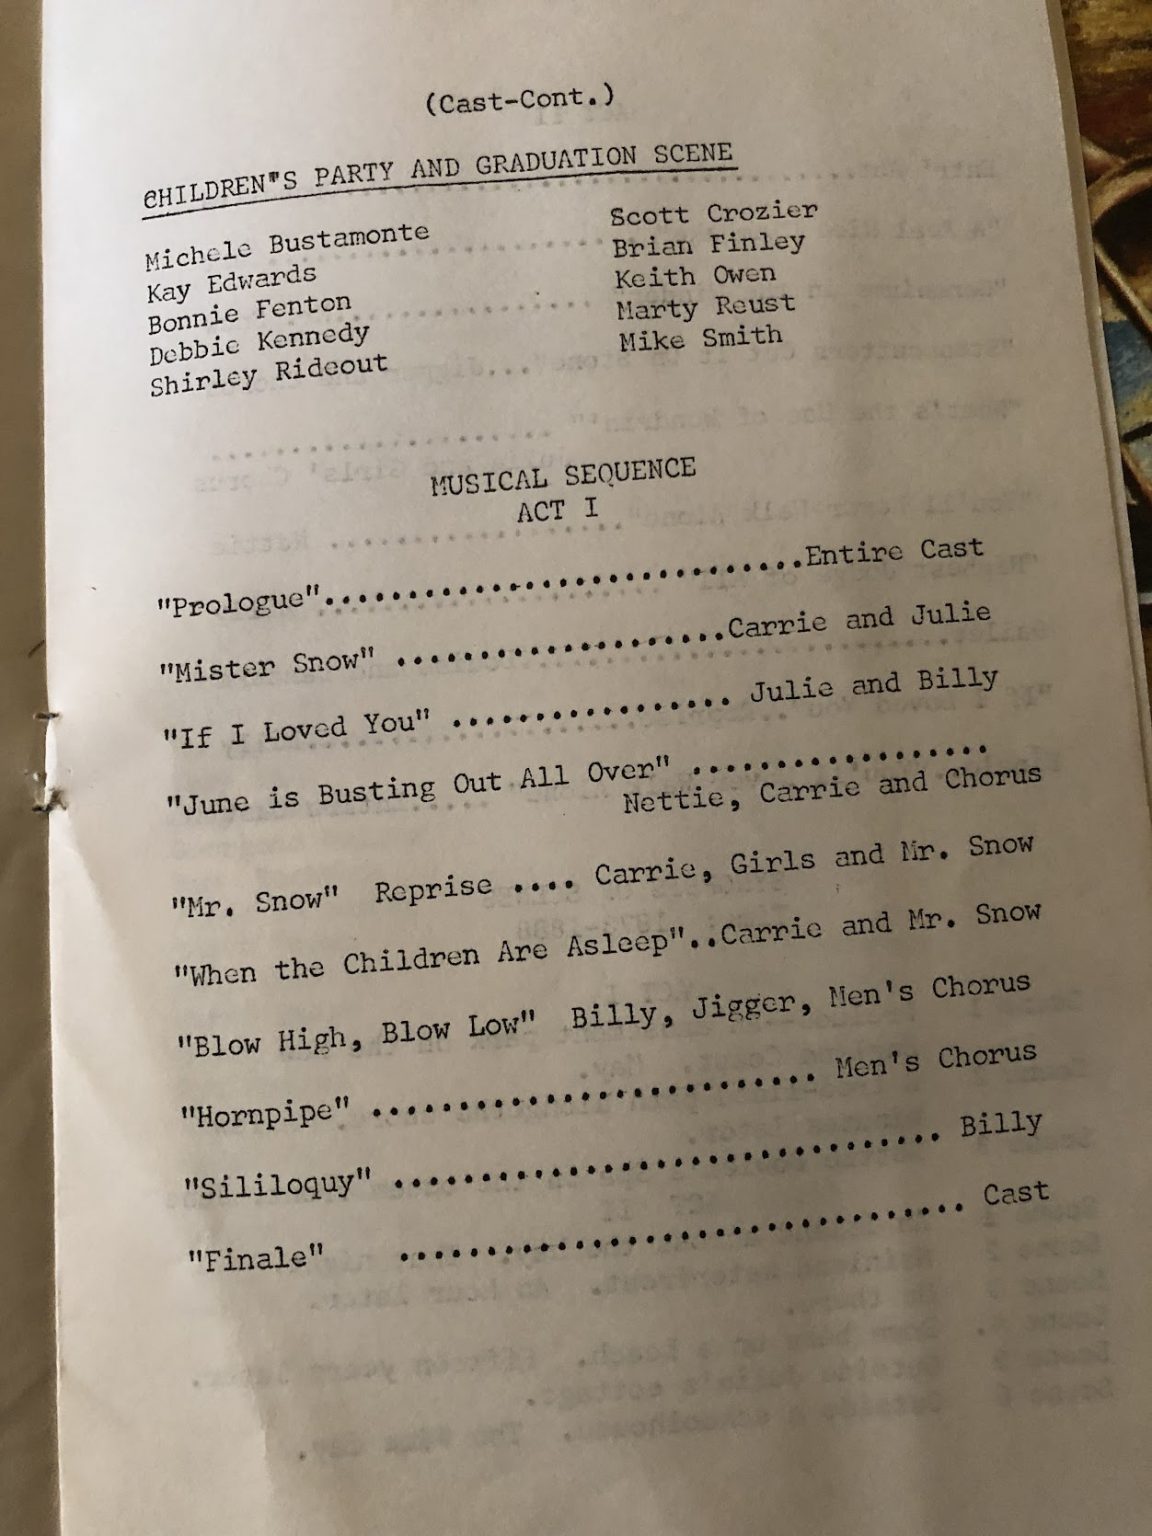 (Cast-Cont.)
CHILDREN"S PARTY AND GRADUATION SCENE
Michele Bustamonte
Kay Edwards
Bonnie Fenton
Debbie Kennedy
Shirley Rideout
Scott Crozier
Brian Finley
Keith Owen
Marty Reust
Mike Smith
MUSICAL SEQUENCE
ACT I
"Prologue"............................Entire Cast
"Mister Snow" ....................Carrie and Julie
"If I Loved You" ................. Julie and Billy
"June is Busting Out All Over" ..................
Nettie, Carrie and Chorus
"Mr. Snow" Reprise .... Carrie, Girls and Mr. Snow
"When the Children Are Asleep"..Carrie and Mr. Snow
"Blow High, Blow Low" Billy, Jigger, Men's Chorus
"Hornpipe" .......................... Men's Chorus
"Sililoquy" ................................ Billy
"Finale" ................................. Cast